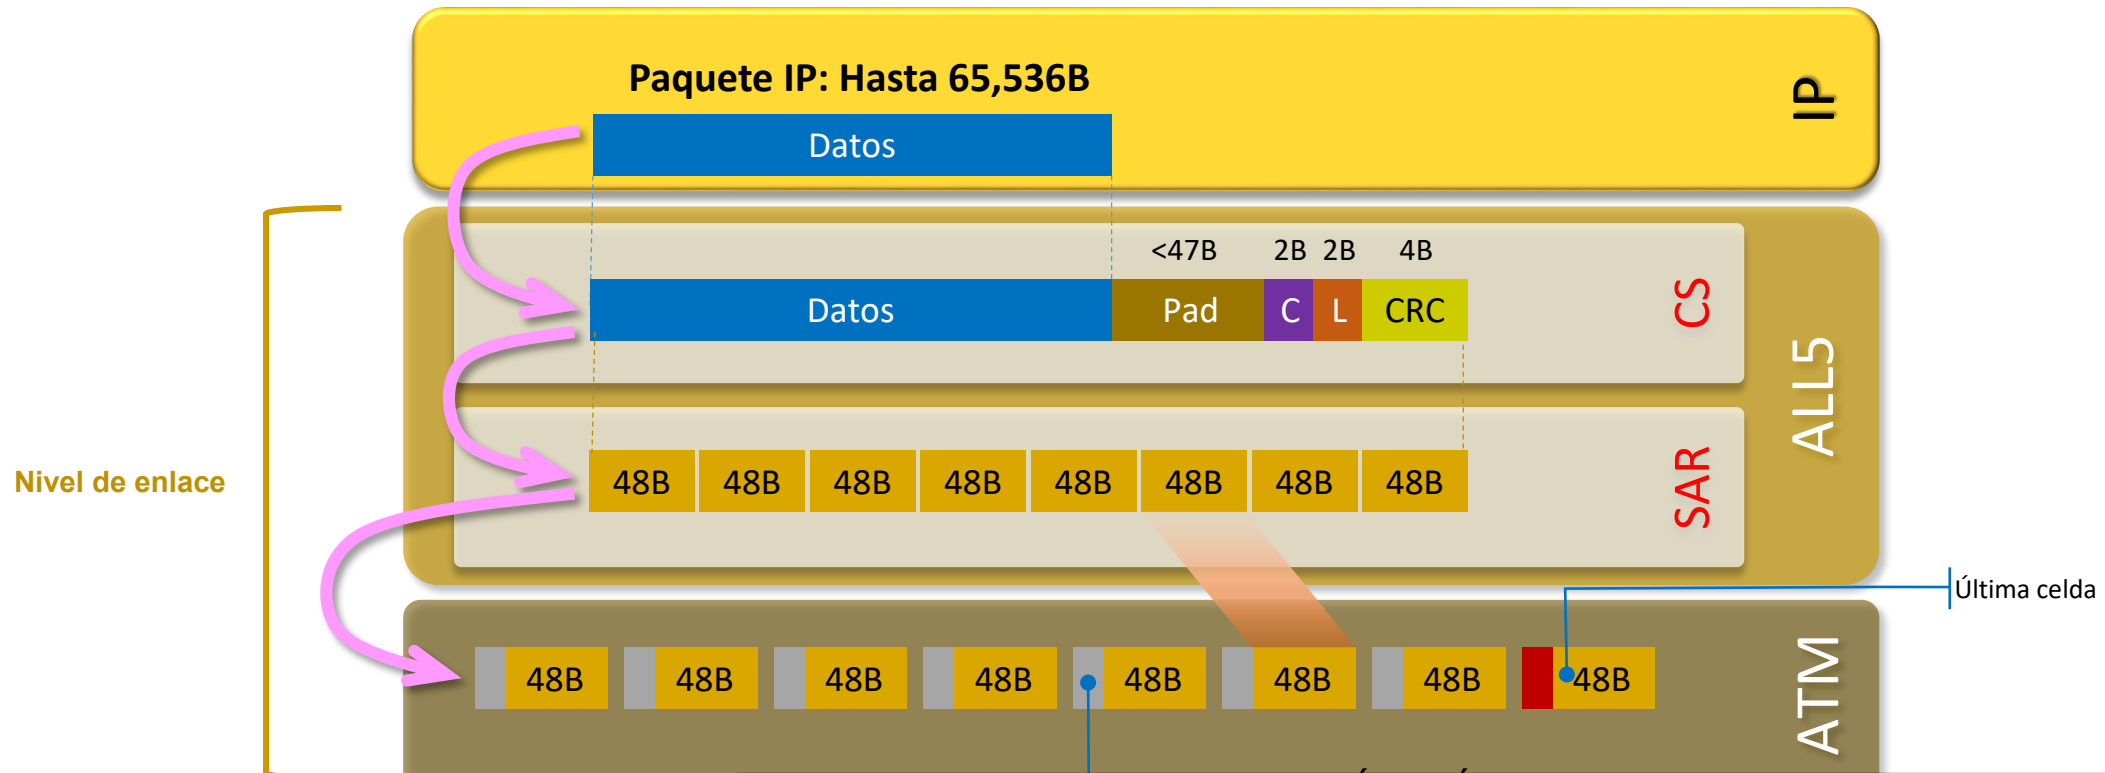 Paquete IP: Hasta 65,536B
IP
Datos
<47B 2B 2B 4B
Datos Pad C L CRC
CS
ALL5
48B 48B 48B 48B 48B 48B 48B 48B
SAR
Nivel de enlace
Última celda
48B 48B 48B 48B 48B 48B 48B 48B
ATM